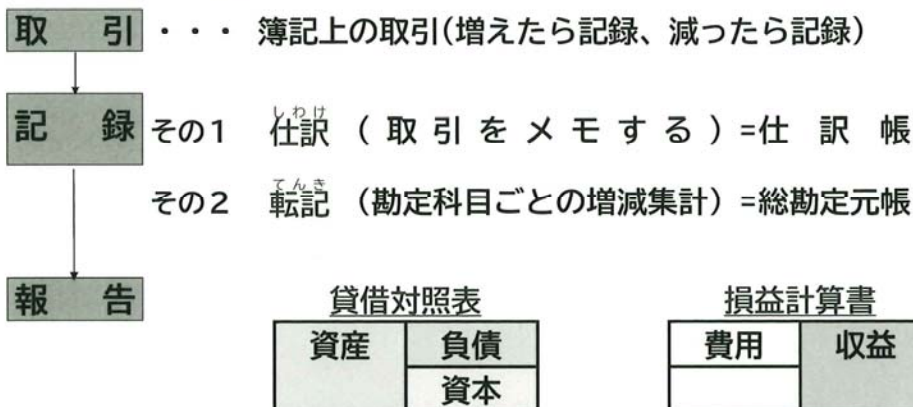 取 引 ・・・ 簿記上の取引(増えたら記録、減ったら記録)
しわけ
記 録 その1 仕訳 (取引をメモする)=仕訳帳
てんき
その2 転記 (勘定科目ごとの増減集計)=総勘定元帳
報 告
貸借対照表 損益計算書
資産 負債 費用 収益
資本